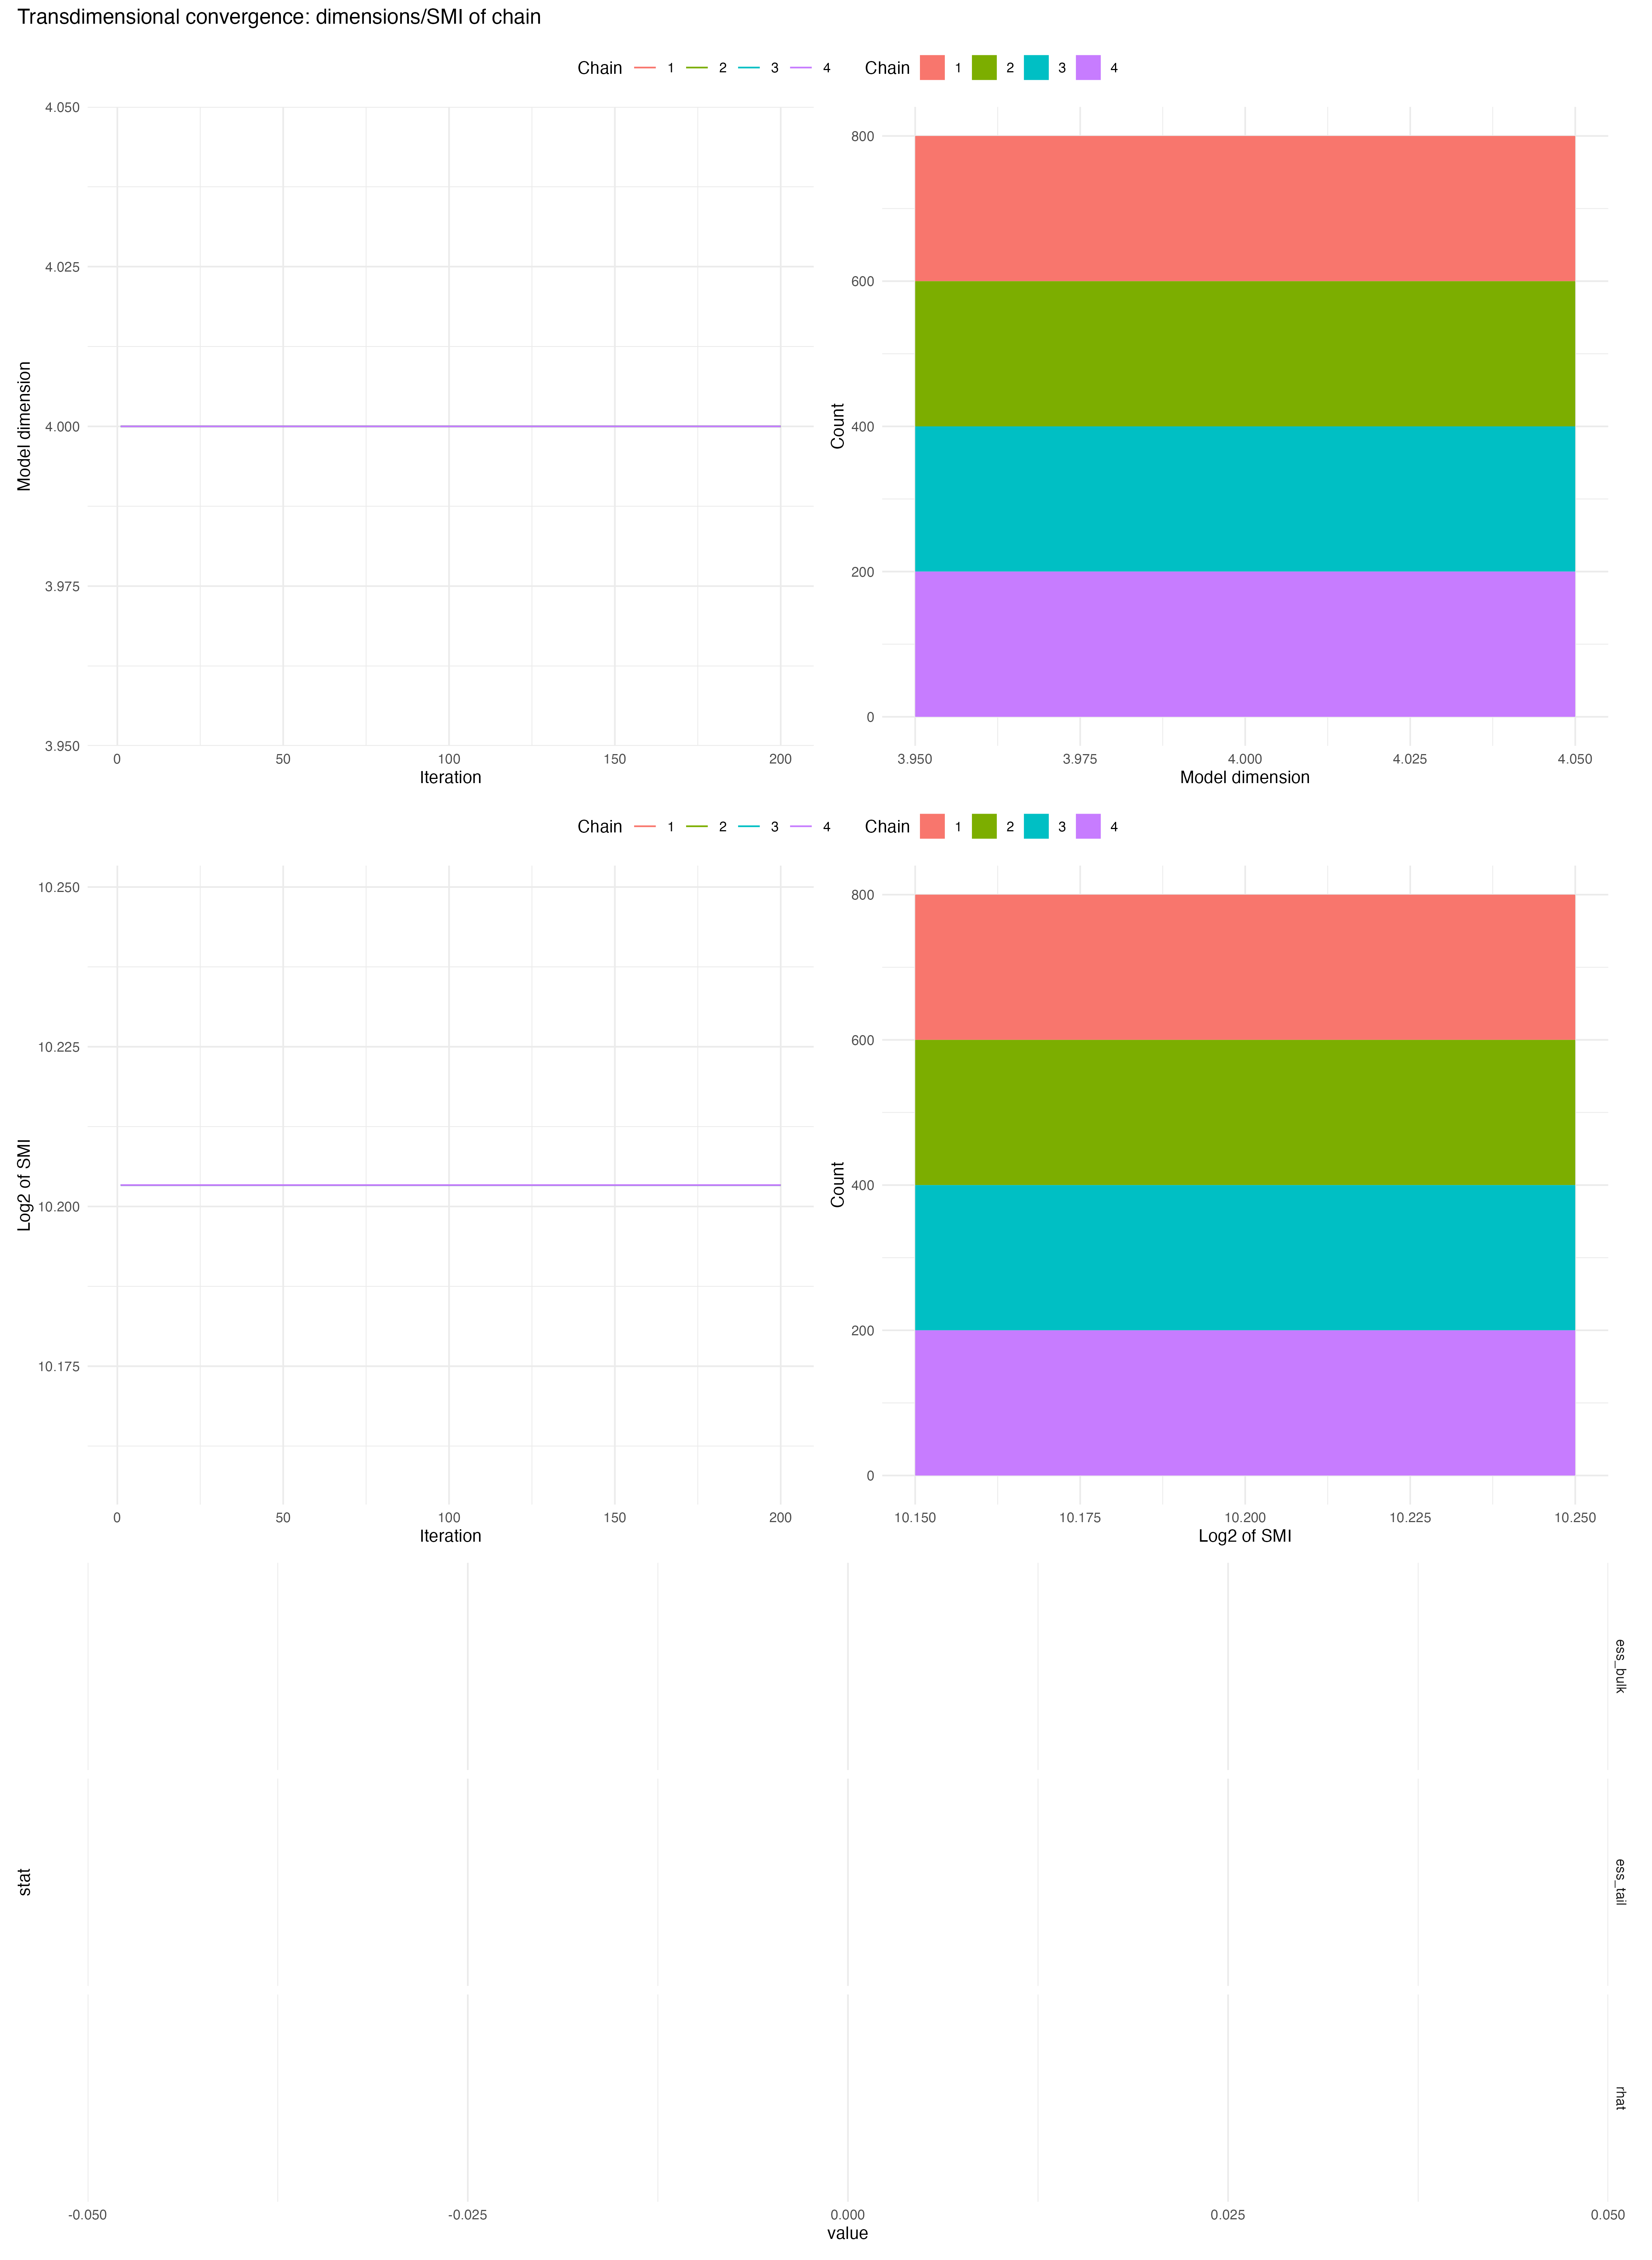 Transdimensional convergence: dimensions/SMI of chain
Chain 1 2 3 4 Chain 1 2 3 4
4.050
4.025
4.000
3.975
3.950
Model dimension
0 50 100 150 200
Iteration
800
600
400
200
0
Count
3.950 3.975 4.000 4.025 4.050
Model dimension
Chain 1 2 3 4 Chain 1 2 3 4
10.250
10.225
10.200
10.175
Log2 of SMI
0 50 100 150 200
Iteration
800
600
400
200
0
Count
10.150 10.175 10.200 10.225 10.250
Log2 of SMI
stat
ess_bulk
ess_tail
rhat
-0.050 -0.025 0.000 0.025 0.050
value